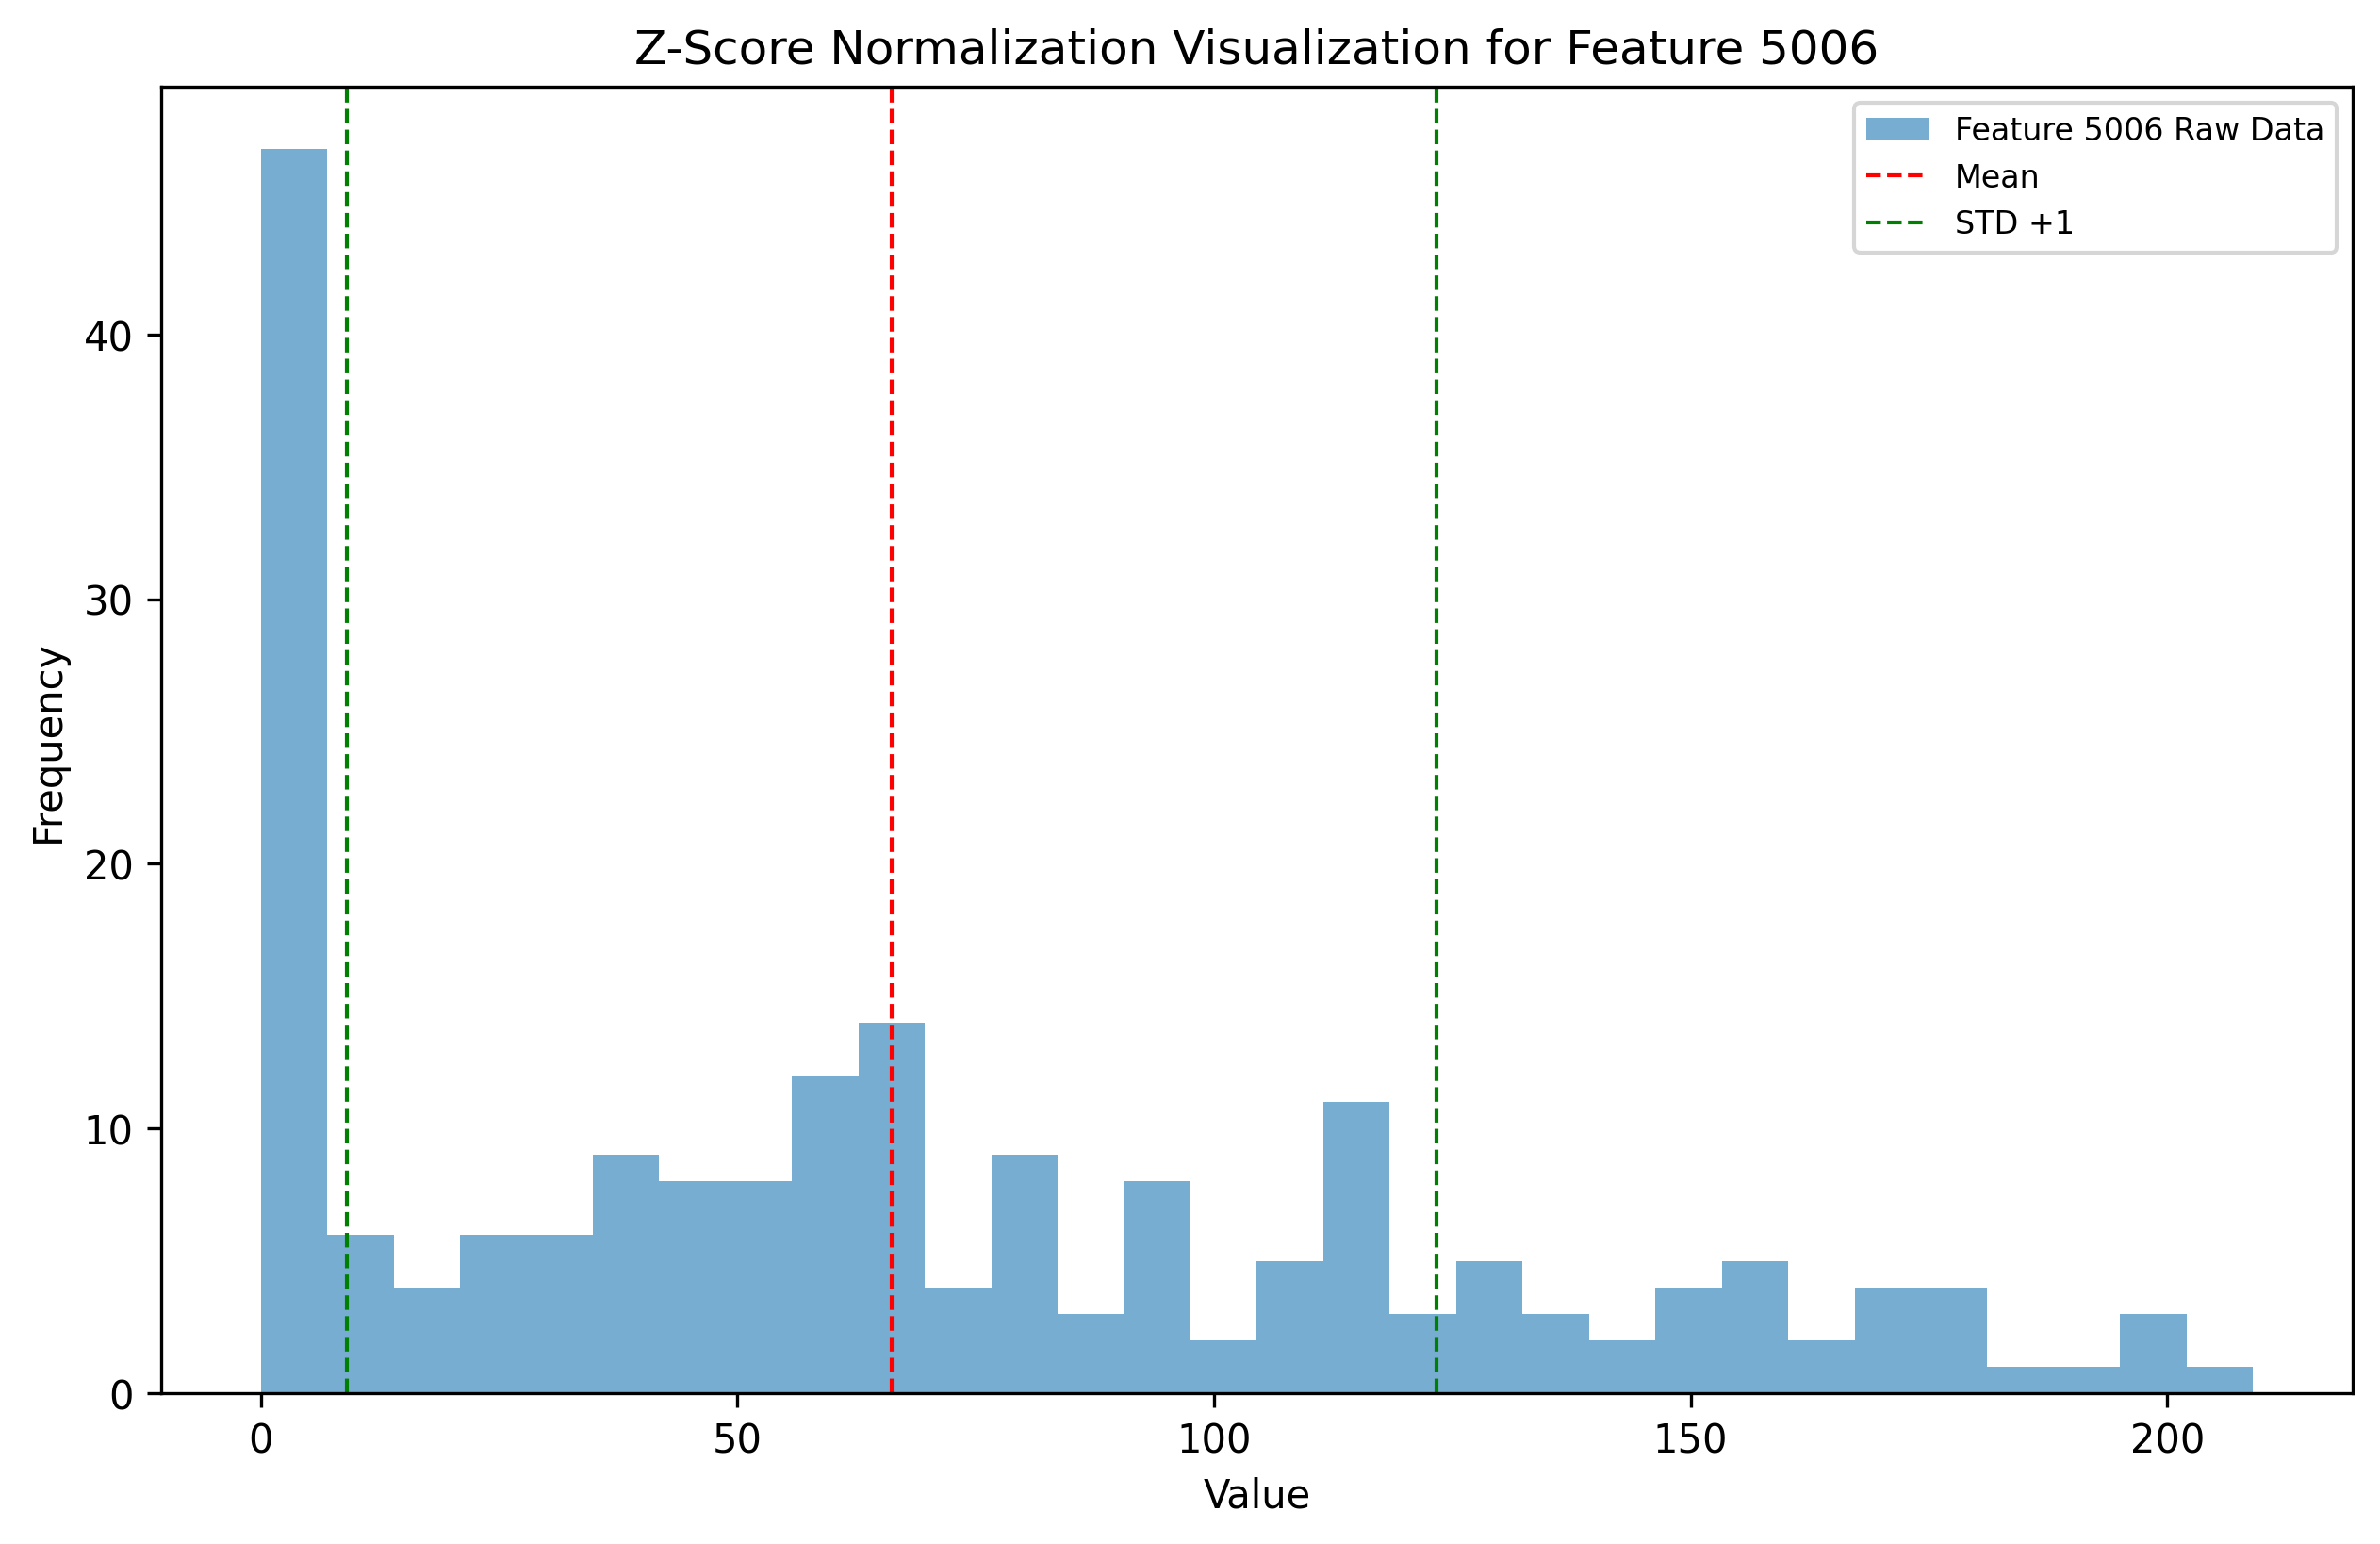 Z-Score Normalization Visualization for Feature 5006
Feature 5006 Raw Data
Mean
STD +1
40
30
20
10
0
Frequency
0 50 100 150 200
Value